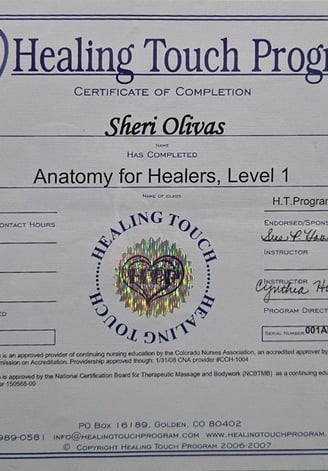 Healing Touch Progr
CERTIFICATE OF COMPLETION
Sheri Olivas
NAME
HAS COMPLETED
Anatomy for Healers, Level 1
NAME OF CLASS
H.T.Program
ONTACT HOURS
ENDORSED/SPONS
INSTRUCTOR
HEALING TOUCH
HEALING TOUCH
HTP
INSTRUCTOR
Cynthia
PROGRAM DIRECT
SERIAL NUMBER 001A
ED
is an approved provider of continuing nursing education by the Colorado Nurses Association, an accredited approver by
mission on Accreditation. Providership approved though: 1/31/08 CNA provider #CCH-1004
is approved by the National Certification Board for Therapeutic Massage and Bodywork (NCBTMB) as a continuing edu
r 150568-00
PO Box 16189, GOLDEN, CO 80402
989-0581 INFO@HEALINGTOUCHPROGRAM.COM WWW.HEALINGTOUCHPROGRAM.
© COPYRIGHT HEALING TOUCH PROGRAM 2006-2007